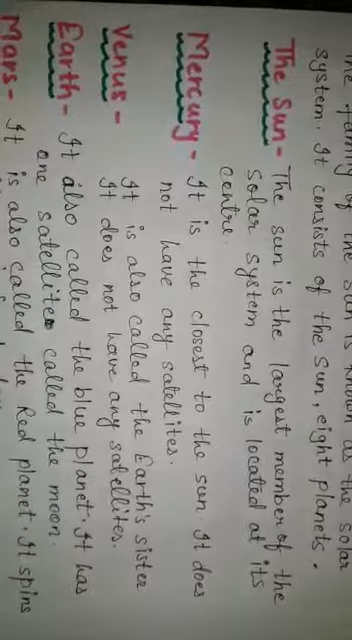 The family of the sun is known as the solar
system. It consists of the sun, eight planets.
The Sun - The sun is the largest member of the
solar system and is located at its
centre.
Mercury - It is the closest to the sun It does
not have any satellites.
Venus - It is also called the Earth's sister
It does not have any satellites.
Earth - It also called the blue planet. It has
one satellite called the moon.
Mars - It is also called the Red planet. It spins